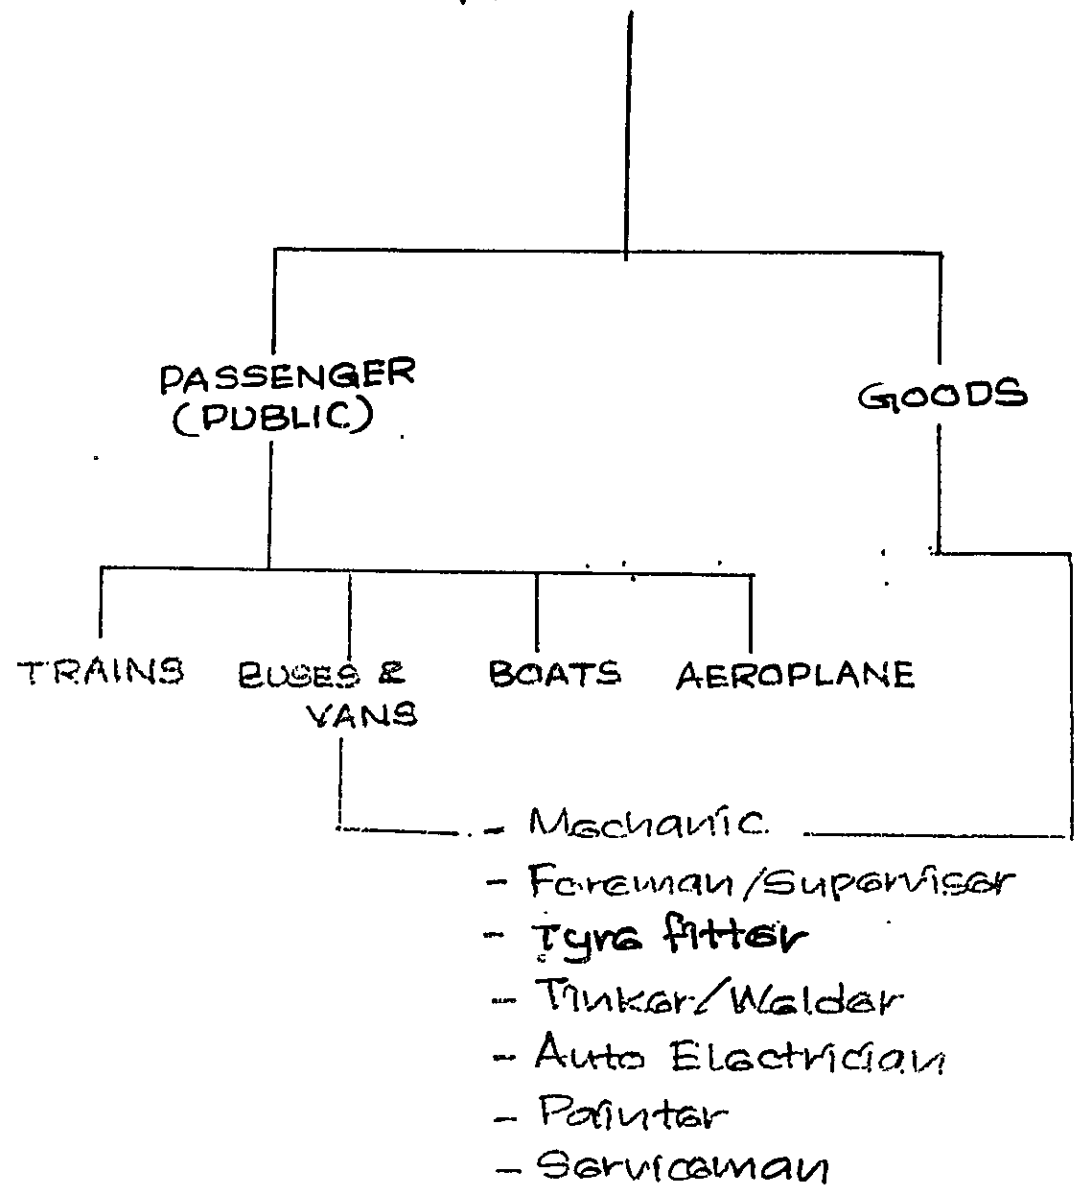 PASSENGER
(PUBLIC)
GOODS
TRAINS
BUSES &
VANS
BOATS
AEROPLANE
- Mechanic
- Foreman/Supervisor
- Tyre fitter
- Tinker/Welder
- Auto Electrician
- Painter
- Serviceman